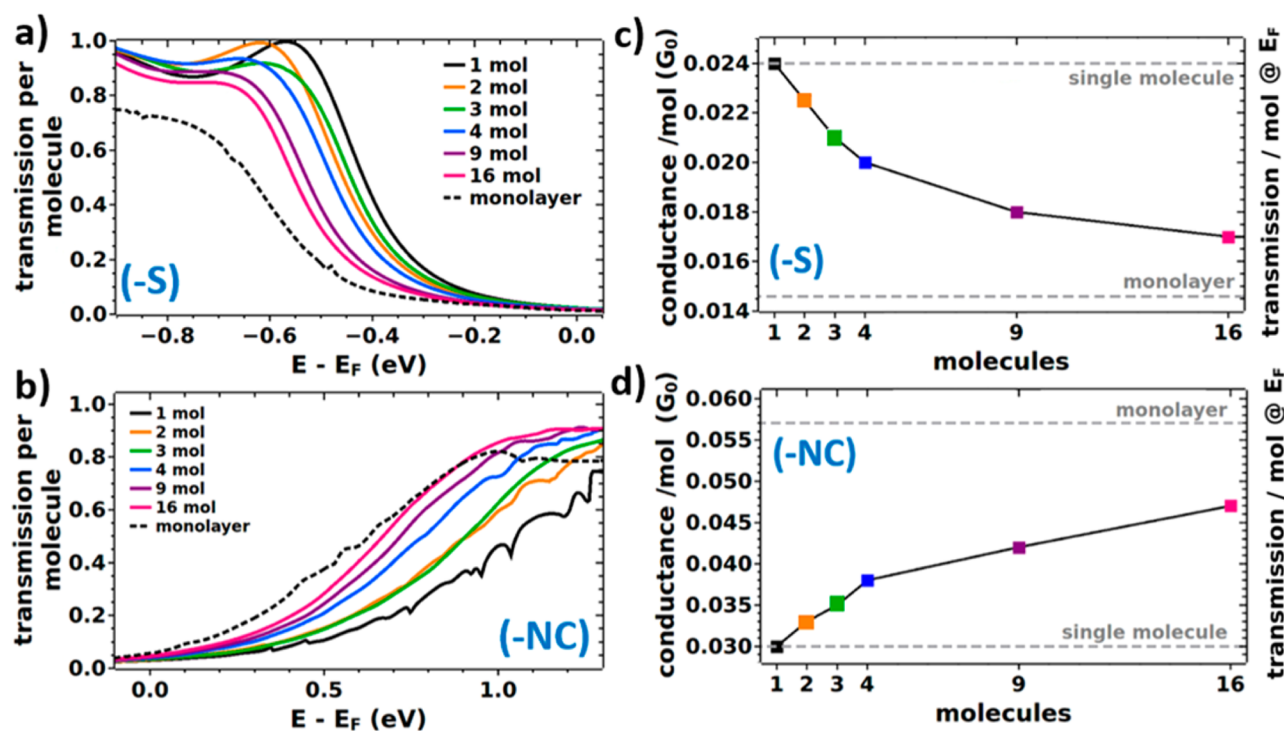 a)
1.0
0.8
0.6
0.4
0.2
0.0
transmission per
molecule
1 mol
2 mol
3 mol
4 mol
9 mol
16 mol
monolayer
(-S)
−0.8
−0.6
−0.4
−0.2
0.0
E - EF (eV)
c)
0.024
0.022
0.020
0.018
0.016
0.014
conductance /mol (G0)
single molecule
monolayer
(-S)
1
2
3
4
9
16
molecules
transmission / mol @ EF
b)
1.0
0.8
0.6
0.4
0.2
0.0
transmission per
molecule
1 mol
2 mol
3 mol
4 mol
9 mol
16 mol
monolayer
(-NC)
0.0
0.5
1.0
E - EF (eV)
d)
0.060
0.055
0.050
0.045
0.040
0.035
0.030
conductance /mol (G0)
monolayer
single molecule
(-NC)
1
2
3
4
9
16
molecules
transmission / mol @ EF